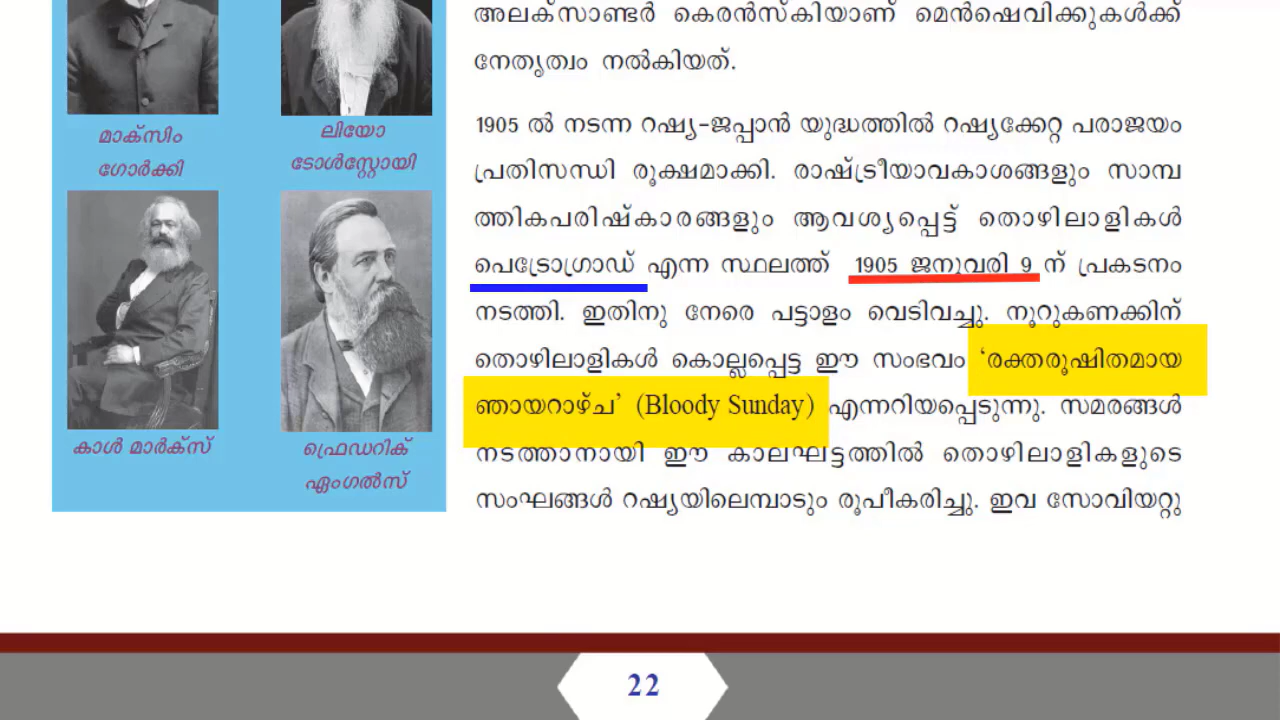 മാക്സിം
ഗോർക്കി
ലിയോ
ടോൾസ്റ്റോയി
കാൾ മാർക്സ്
ഫ്രെഡറിക്
ഏംഗൽസ്
അലക്സാണ്ടർ കെരൻസ്കിയാണ് മെൻഷെവിക്കുകൾക്ക്
നേതൃത്വം നൽകിയത്.
1905 ൽ നടന്ന റഷ്യ-ജപ്പാൻ യുദ്ധത്തിൽ റഷ്യക്കേറ്റ പരാജയം
പ്രതിസന്ധി രൂക്ഷമാക്കി. രാഷ്ട്രീയാവകാശങ്ങളും സാമ്പ
ത്തികപരിഷ്കാരങ്ങളും ആവശ്യപ്പെട്ട് തൊഴിലാളികൾ
പെട്രോഗ്രാഡ് എന്ന സ്ഥലത്ത് 1905 ജനുവരി 9 ന് പ്രകടനം
നടത്തി. ഇതിനു നേരെ പട്ടാളം വെടിവച്ചു. നൂറുകണക്കിന്
തൊഴിലാളികൾ കൊല്ലപ്പെട്ട ഈ സംഭവം ‘രക്തരൂഷിതമായ
ഞായറാഴ്ച’ (Bloody Sunday) എന്നറിയപ്പെടുന്നു. സമരങ്ങൾ
നടത്താനായി ഈ കാലഘട്ടത്തിൽ തൊഴിലാളികളുടെ
സംഘങ്ങൾ റഷ്യയിലെമ്പാടും രൂപീകരിച്ചു. ഇവ സോവിയറ്റു
22